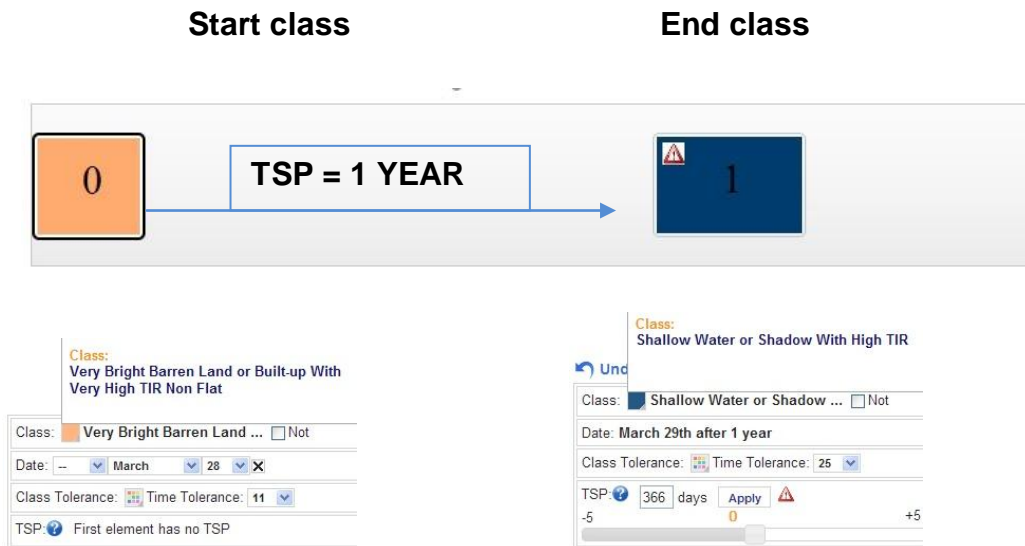 Start class End class
0
TSP = 1 YEAR
1
Class:
Very Bright Barren Land or Built-up With
Very High TIR Non Flat
Class: Very Bright Barren Land ... Not
Date: -- March 28
Class Tolerance: Time Tolerance: 11
TSP: First element has no TSP
Class:
Shallow Water or Shadow With High TIR
Und
Class: Shallow Water or Shadow ... Not
Date: March 29th after 1 year
Class Tolerance: Time Tolerance: 25
TSP: 366 days Apply
-5 0 +5